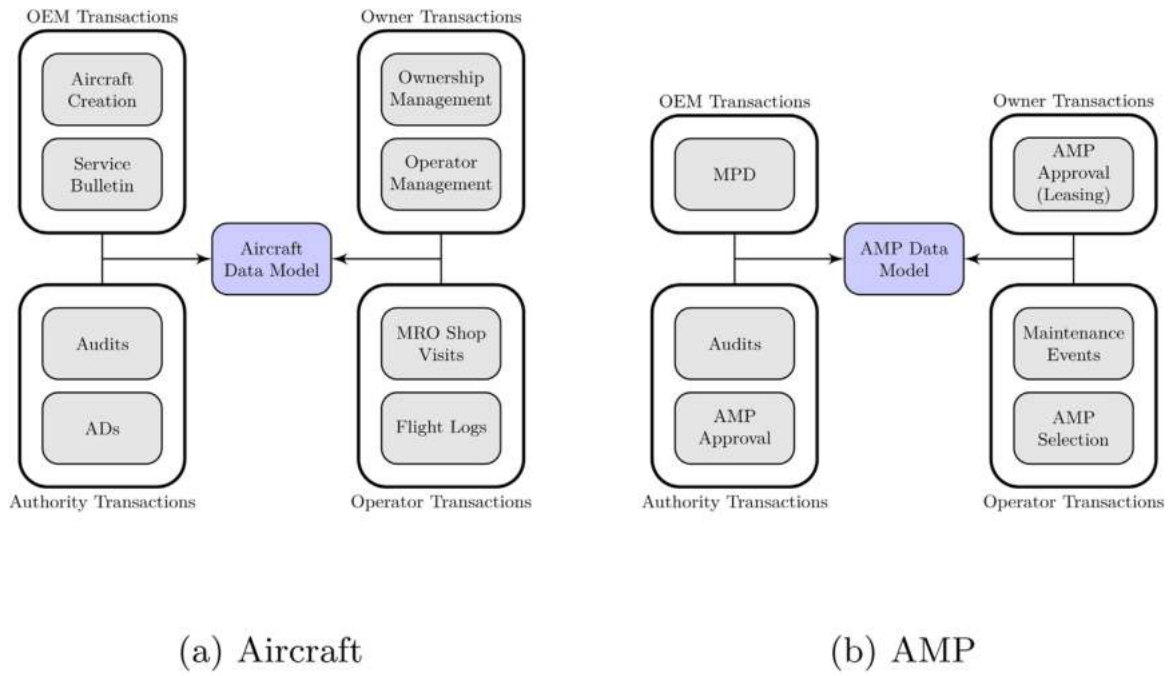 OEM Transactions
Aircraft
Creation
Service
Bulletin
Owner Transactions
Ownership
Management
Operator
Management
Aircraft
Data Model
Audits
ADs
Authority Transactions
MRO Shop
Visits
Flight Logs
Operator Transactions
(a) Aircraft
OEM Transactions
MPD
Owner Transactions
AMP
Approval
(Leasing)
AMP Data
Model
Audits
AMP
Approval
Authority Transactions
Maintenance
Events
AMP
Selection
Operator Transactions
(b) AMP